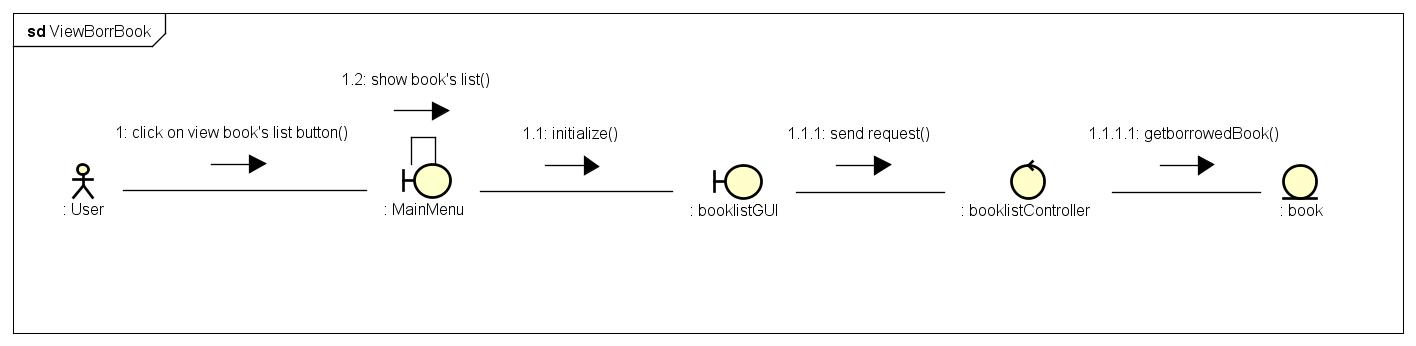 sd ViewBorrBook
1.2: show book's list()
1: click on view book's list button()
1.1: initialize()
1.1.1: send request()
1.1.1.1: getborrowedBook()
: User
: MainMenu
: booklistGUI
: booklistController
: book